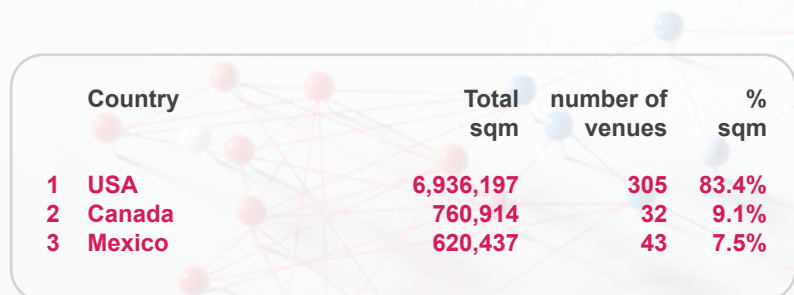 Country Total number of %
sqm venues sqm
1 USA 6,936,197 305 83.4%
2 Canada 760,914 32 9.1%
3 Mexico 620,437 43 7.5%